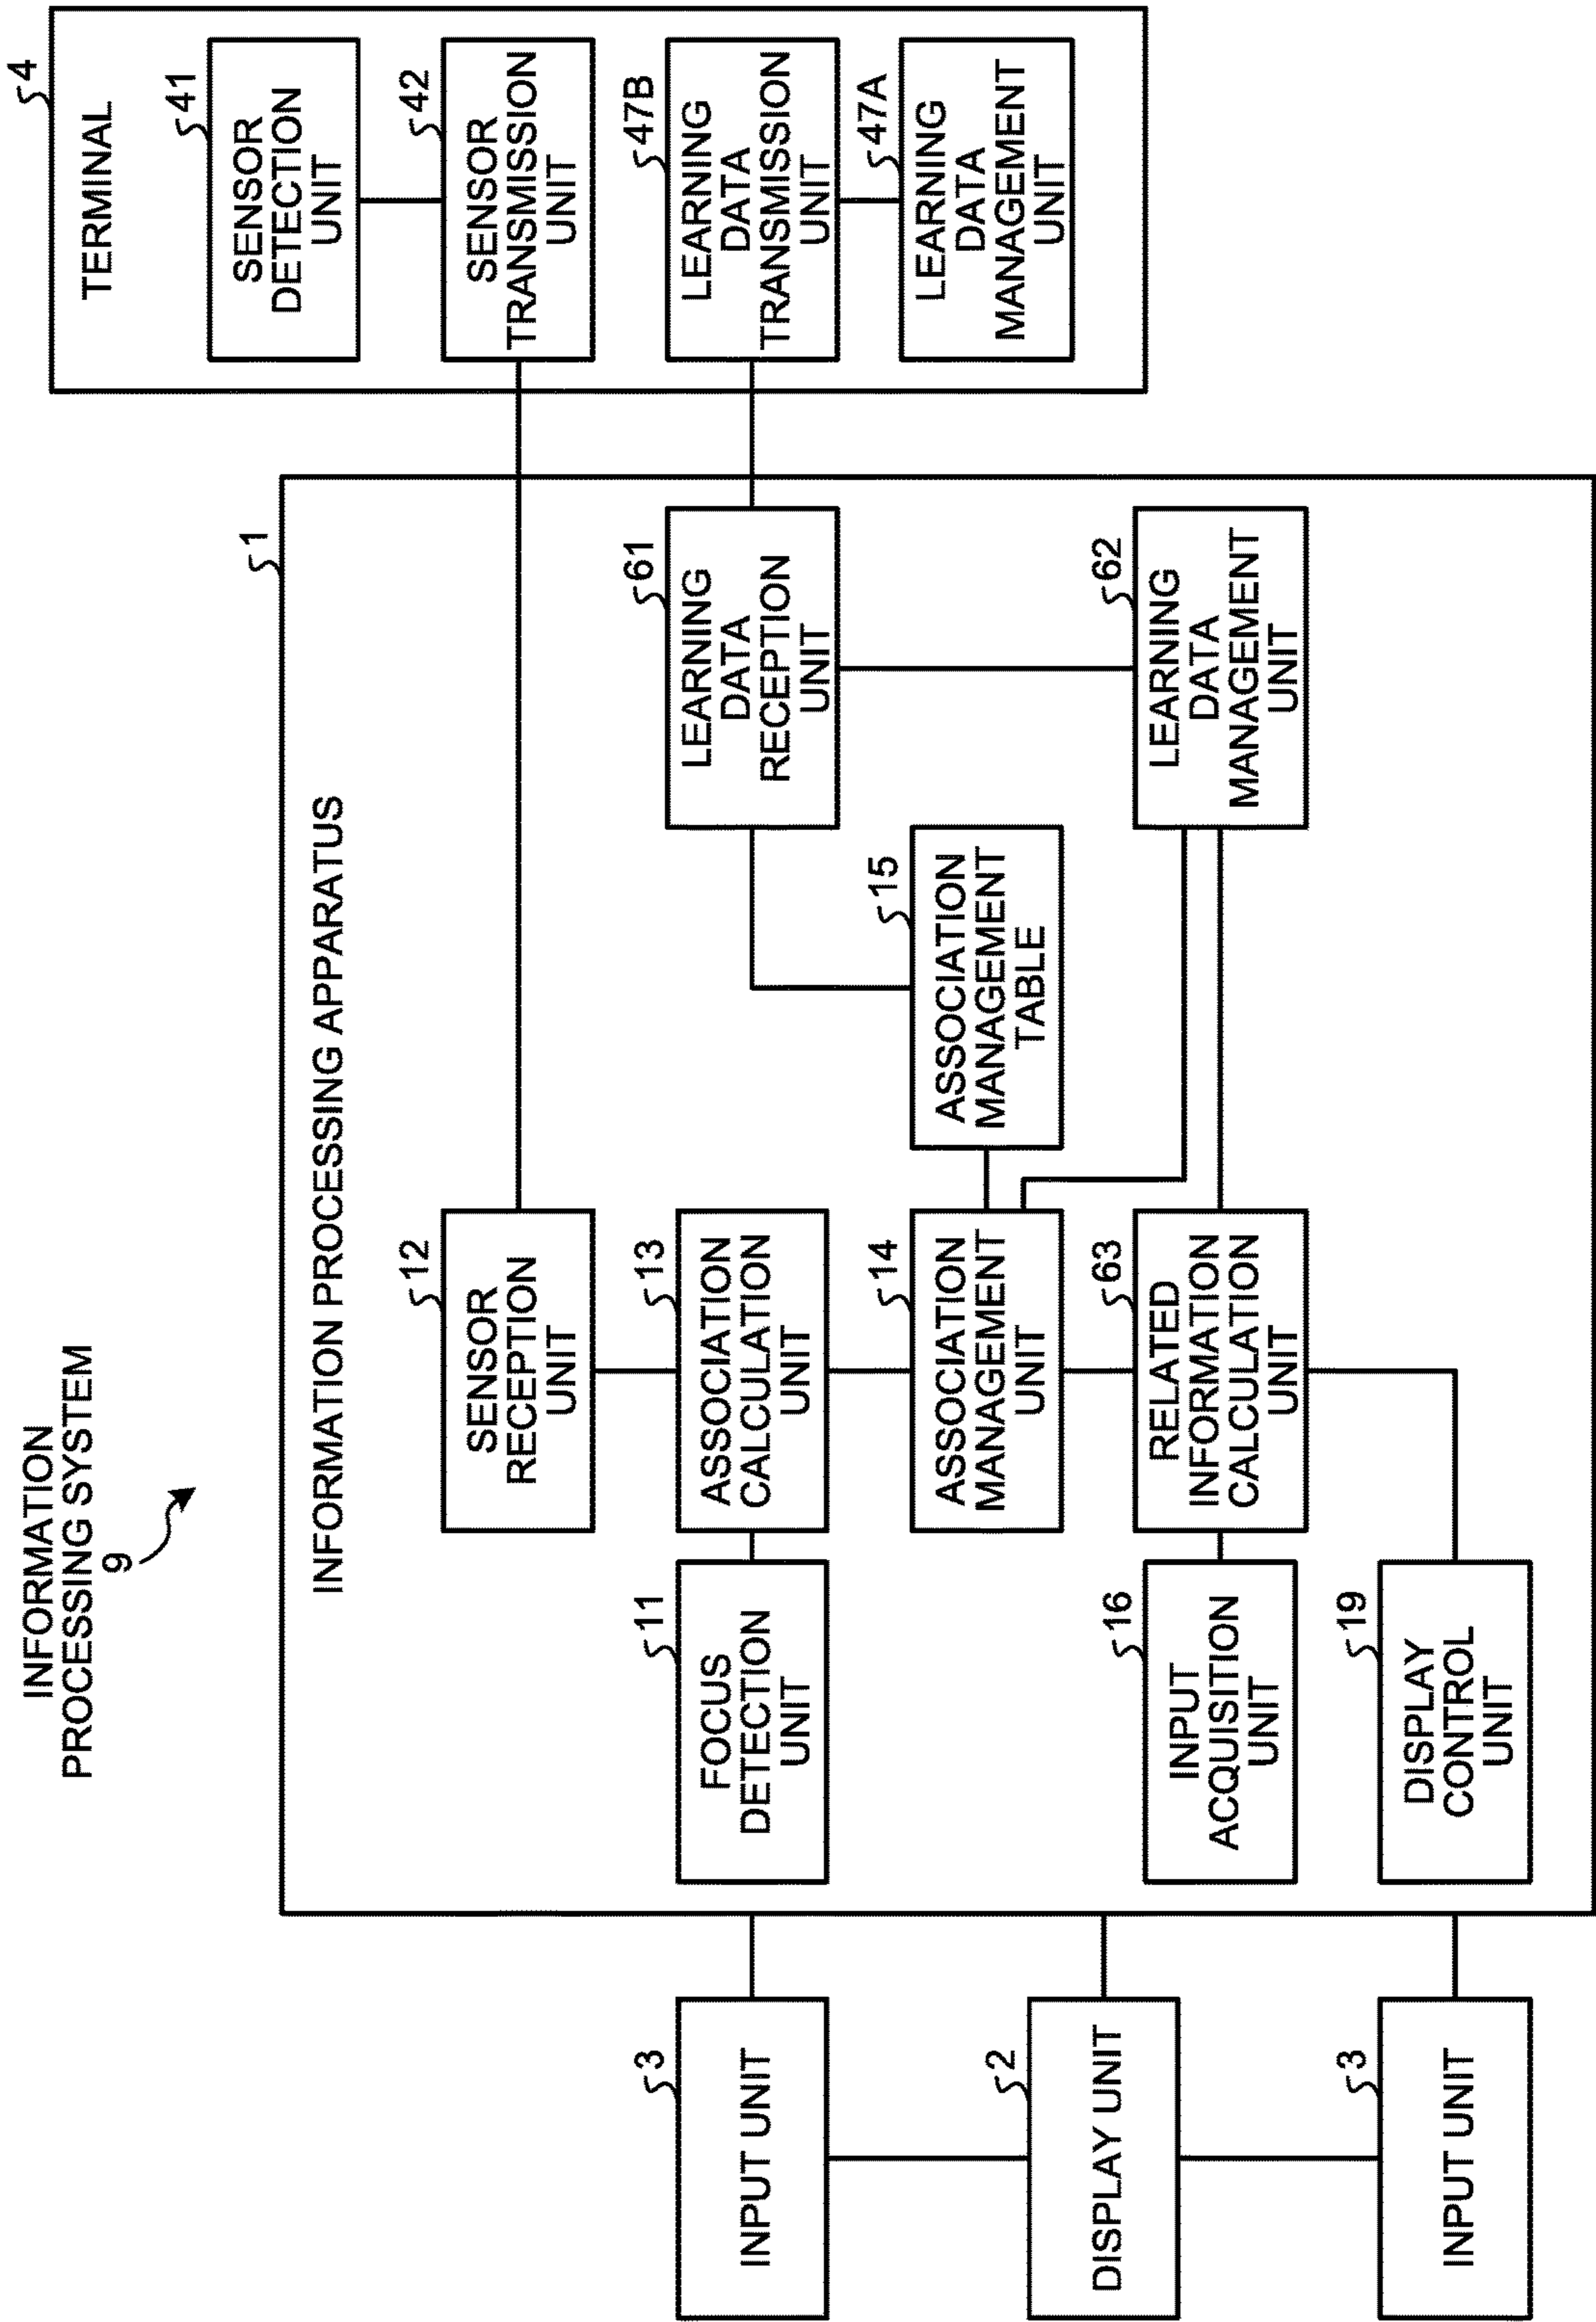 INFORMATION
PROCESSING SYSTEM
9
INFORMATION PROCESSING APPARATUS
1
TERMINAL
4
3
INPUT UNIT
2
DISPLAY UNIT
3
INPUT UNIT
11
FOCUS
DETECTION
UNIT
16
INPUT
ACQUISITION
UNIT
19
DISPLAY
CONTROL
UNIT
12
SENSOR
RECEPTION
UNIT
13
ASSOCIATION
CALCULATION
UNIT
14
ASSOCIATION
MANAGEMENT
UNIT
63
RELATED
INFORMATION
CALCULATION
UNIT
15
ASSOCIATION
MANAGEMENT
TABLE
61
LEARNING
DATA
RECEPTION
UNIT
62
LEARNING
DATA
MANAGEMENT
UNIT
41
SENSOR
DETECTION
UNIT
42
SENSOR
TRANSMISSION
UNIT
47B
LEARNING
DATA
TRANSMISSION
UNIT
47A
LEARNING
DATA
MANAGEMENT
UNIT